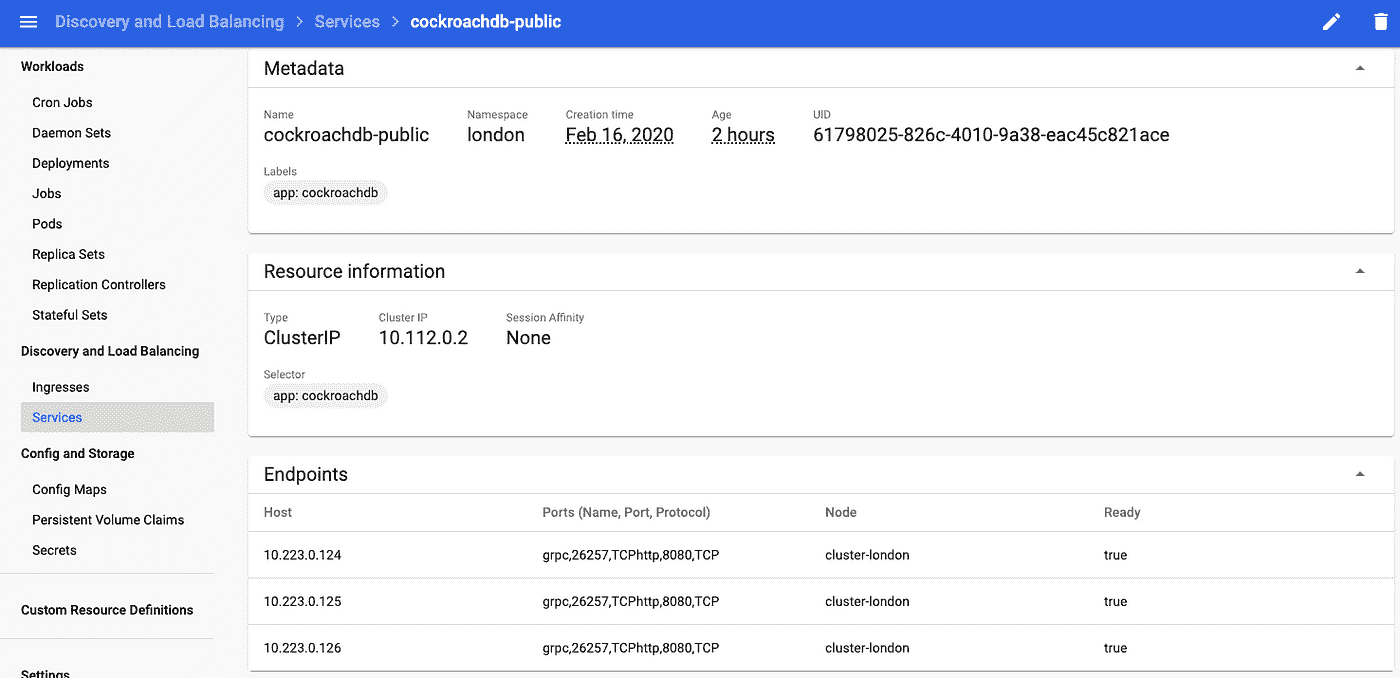 Discovery and Load Balancing > Services > cockroachdb-public
Workloads
Cron Jobs
Daemon Sets
Deployments
Jobs
Pods
Replica Sets
Replication Controllers
Stateful Sets
Discovery and Load Balancing
Ingresses
Services
Config and Storage
Config Maps
Persistent Volume Claims
Secrets
Custom Resource Definitions
Settings
Metadata
Name Namespace Creation time Age UID
cockroachdb-public london Feb 16, 2020 2 hours 61798025-826c-4010-9a38-eac45c821ace
Labels
app: cockroachdb
Resource information
Type Cluster IP Session Affinity
ClusterIP 10.112.0.2 None
Selector
app: cockroachdb
Endpoints
Host Ports (Name, Port, Protocol) Node Ready
10.223.0.124 grpc,26257,TCPhttp,8080,TCP cluster-london true
10.223.0.125 grpc,26257,TCPhttp,8080,TCP cluster-london true
10.223.0.126 grpc,26257,TCPhttp,8080,TCP cluster-london true